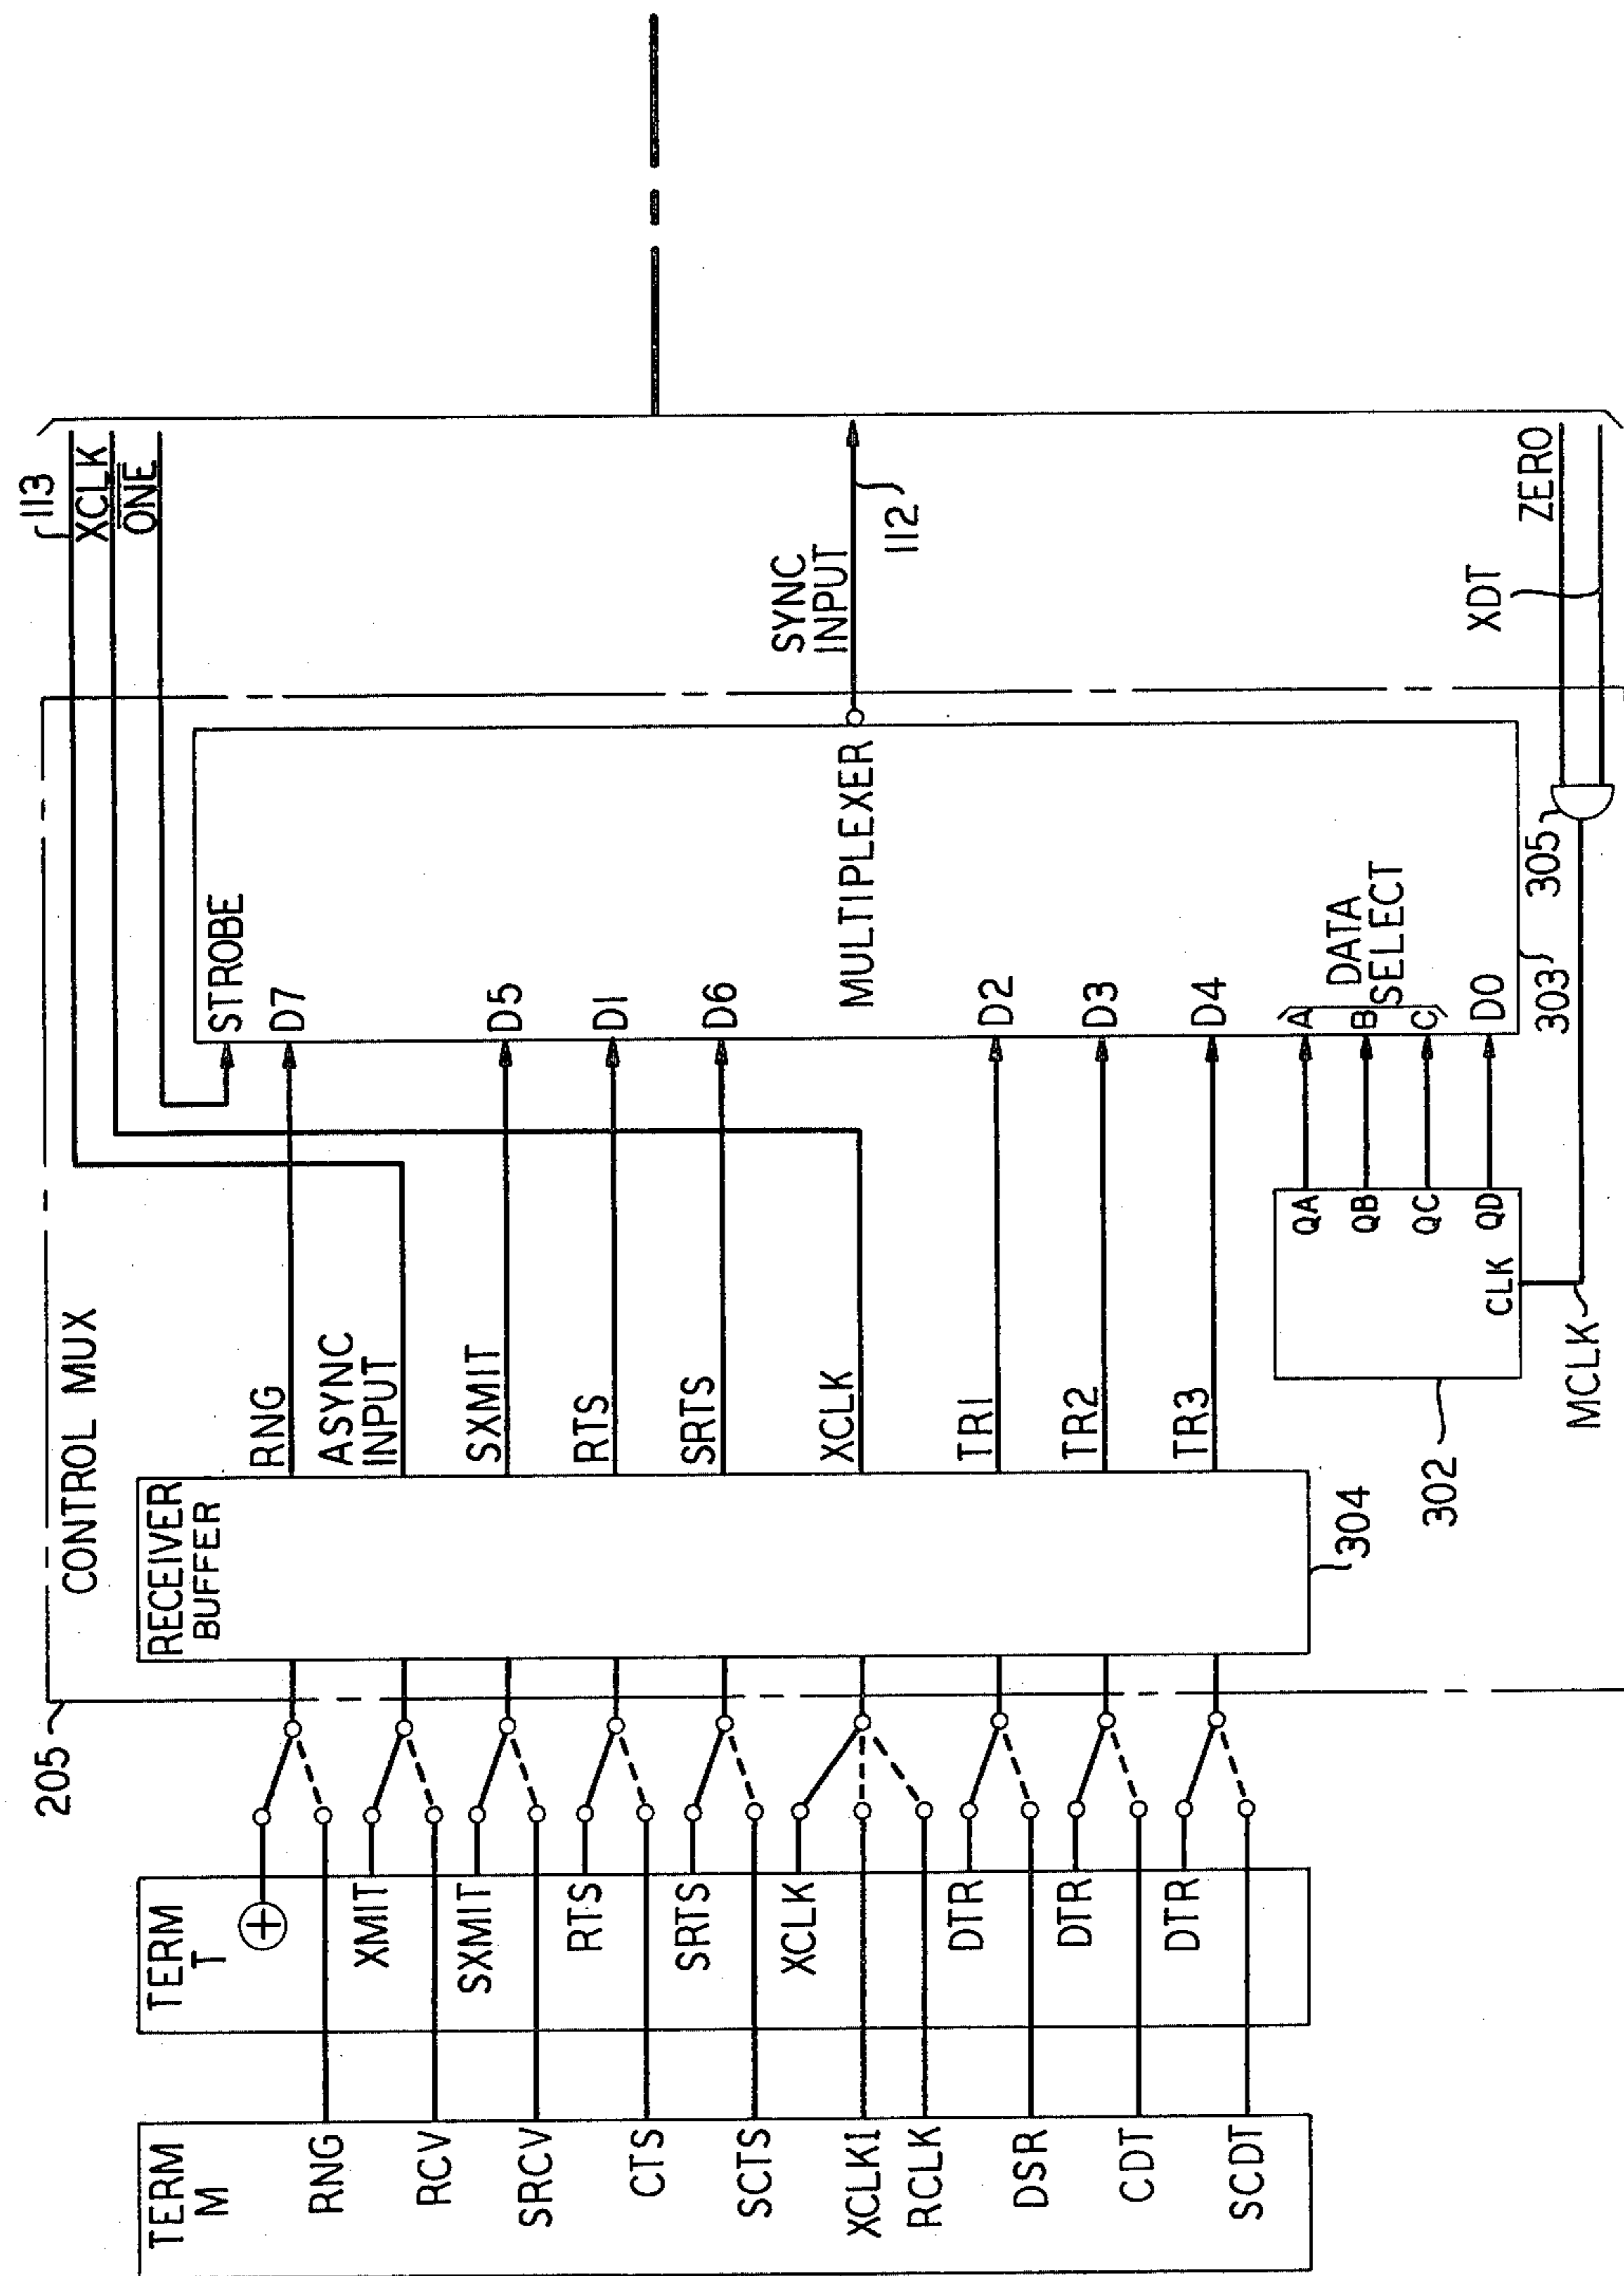 113
XCLK
ONE
205
CONTROL MUX
TERM
M
RNG
RCV
SRCV
CTS
SCTS
XCLK1
RCLK
DSR
CDT
SCDT
TERM
T
+
XMIT
SXMIT
RTS
SRTS
XCLK
DTR
DTR
DTR
RECEIVER
BUFFER
304
RNG
ASYNC
INPUT
SXMIT
RTS
SRTS
XCLK
TR1
TR2
TR3
302
QA
QB
QC
QD
CLK
MCLK
STROBE
D7
D5
D1
D6
MULTIPLEXER
D2
D3
D4
A
B
C
DATA
SELECT
D0
303
305
SYNC
INPUT
112
ZERO
XDT